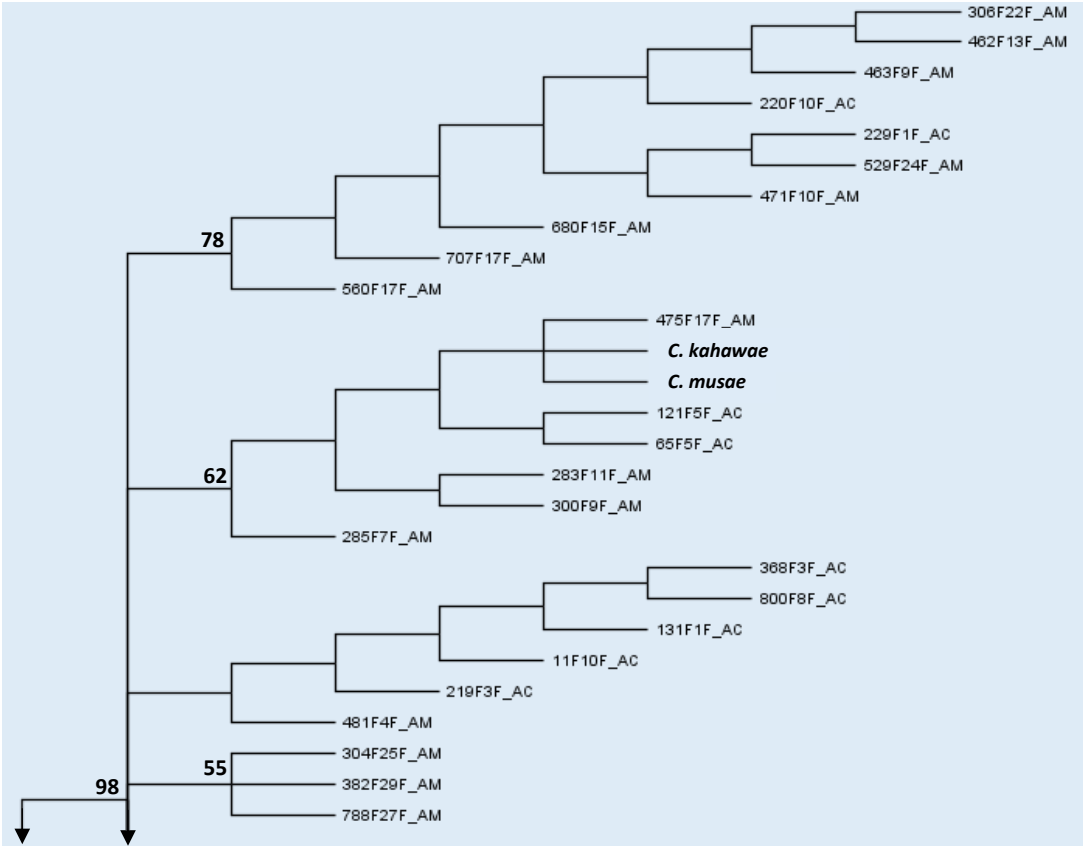 306F22F_AM
462F13F_AM
463F9F_AM
220F10F_AC
229F1F_AC
529F24F_AM
471F10F_AM
680F15F_AM
78
707F17F_AM
560F17F_AM
475F17F_AM
C. kahawae
C. musae
121F5F_AC
65F5F_AC
62
283F11F_AM
300F9F_AM
285F7F_AM
368F3F_AC
800F8F_AC
131F1F_AC
11F10F_AC
219F3F_AC
481F4F_AM
304F25F_AM
55
382F29F_AM
98
788F27F_AM